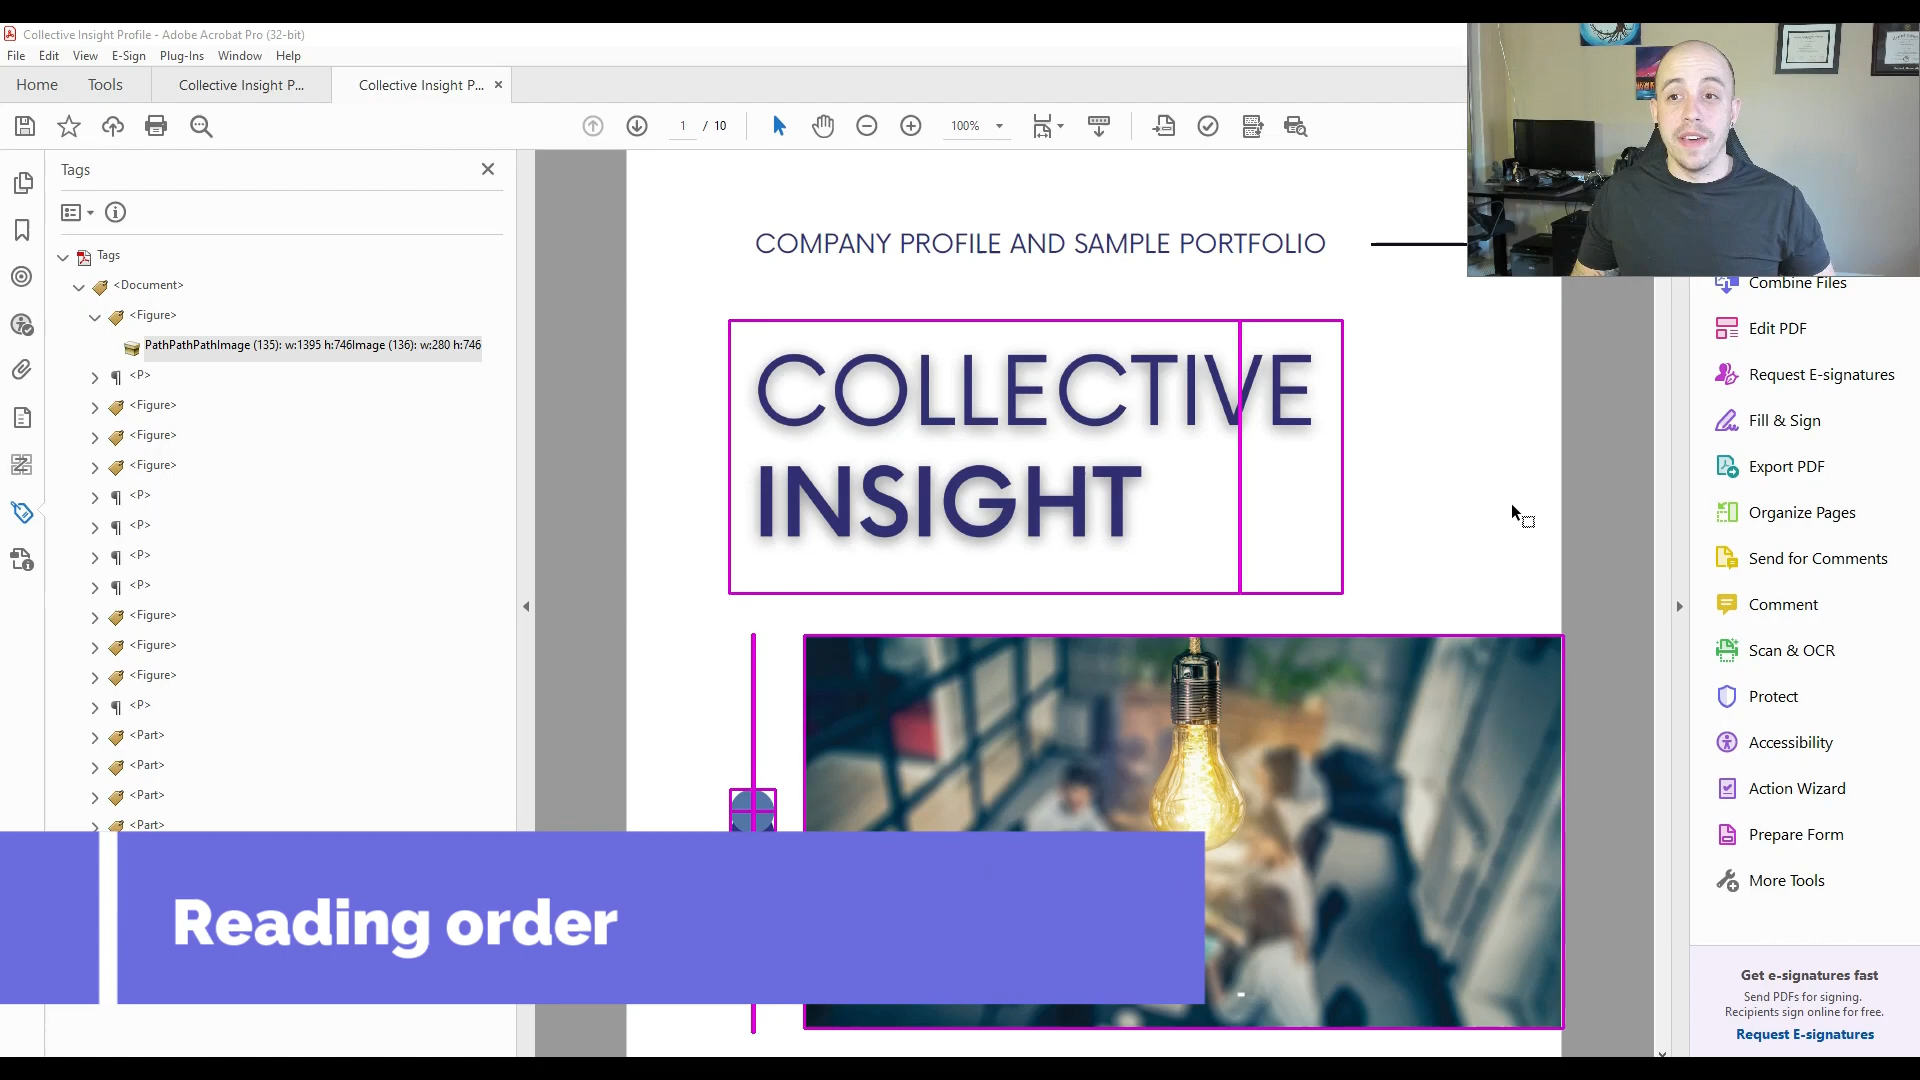 Collective Insight Profile - Adobe Acrobat Pro (32-bit)
File Edit View E-Sign Plug-Ins Window Help
Home Tools Collective Insight P... Collective Insight P... ×
1 / 10 100%
Tags
Tags
<Document>
<Figure>
PathPathPathImage (135): w:1395 h:746Image (136): w:280 h:746
<P>
<Figure>
<Figure>
<Figure>
<P>
<P>
<P>
<P>
<Figure>
<Figure>
<Figure>
<P>
<Part>
<Part>
<Part>
<Part>
COMPANY PROFILE AND SAMPLE PORTFOLIO
COLLECTIVE
INSIGHT
Reading order
Combine Files
Edit PDF
Request E-signatures
Fill & Sign
Export PDF
Organize Pages
Send for Comments
Comment
Scan & OCR
Protect
Accessibility
Action Wizard
Prepare Form
More Tools
Get e-signatures fast
Send PDFs for signing.
Recipients sign online for free.
Request E-signatures